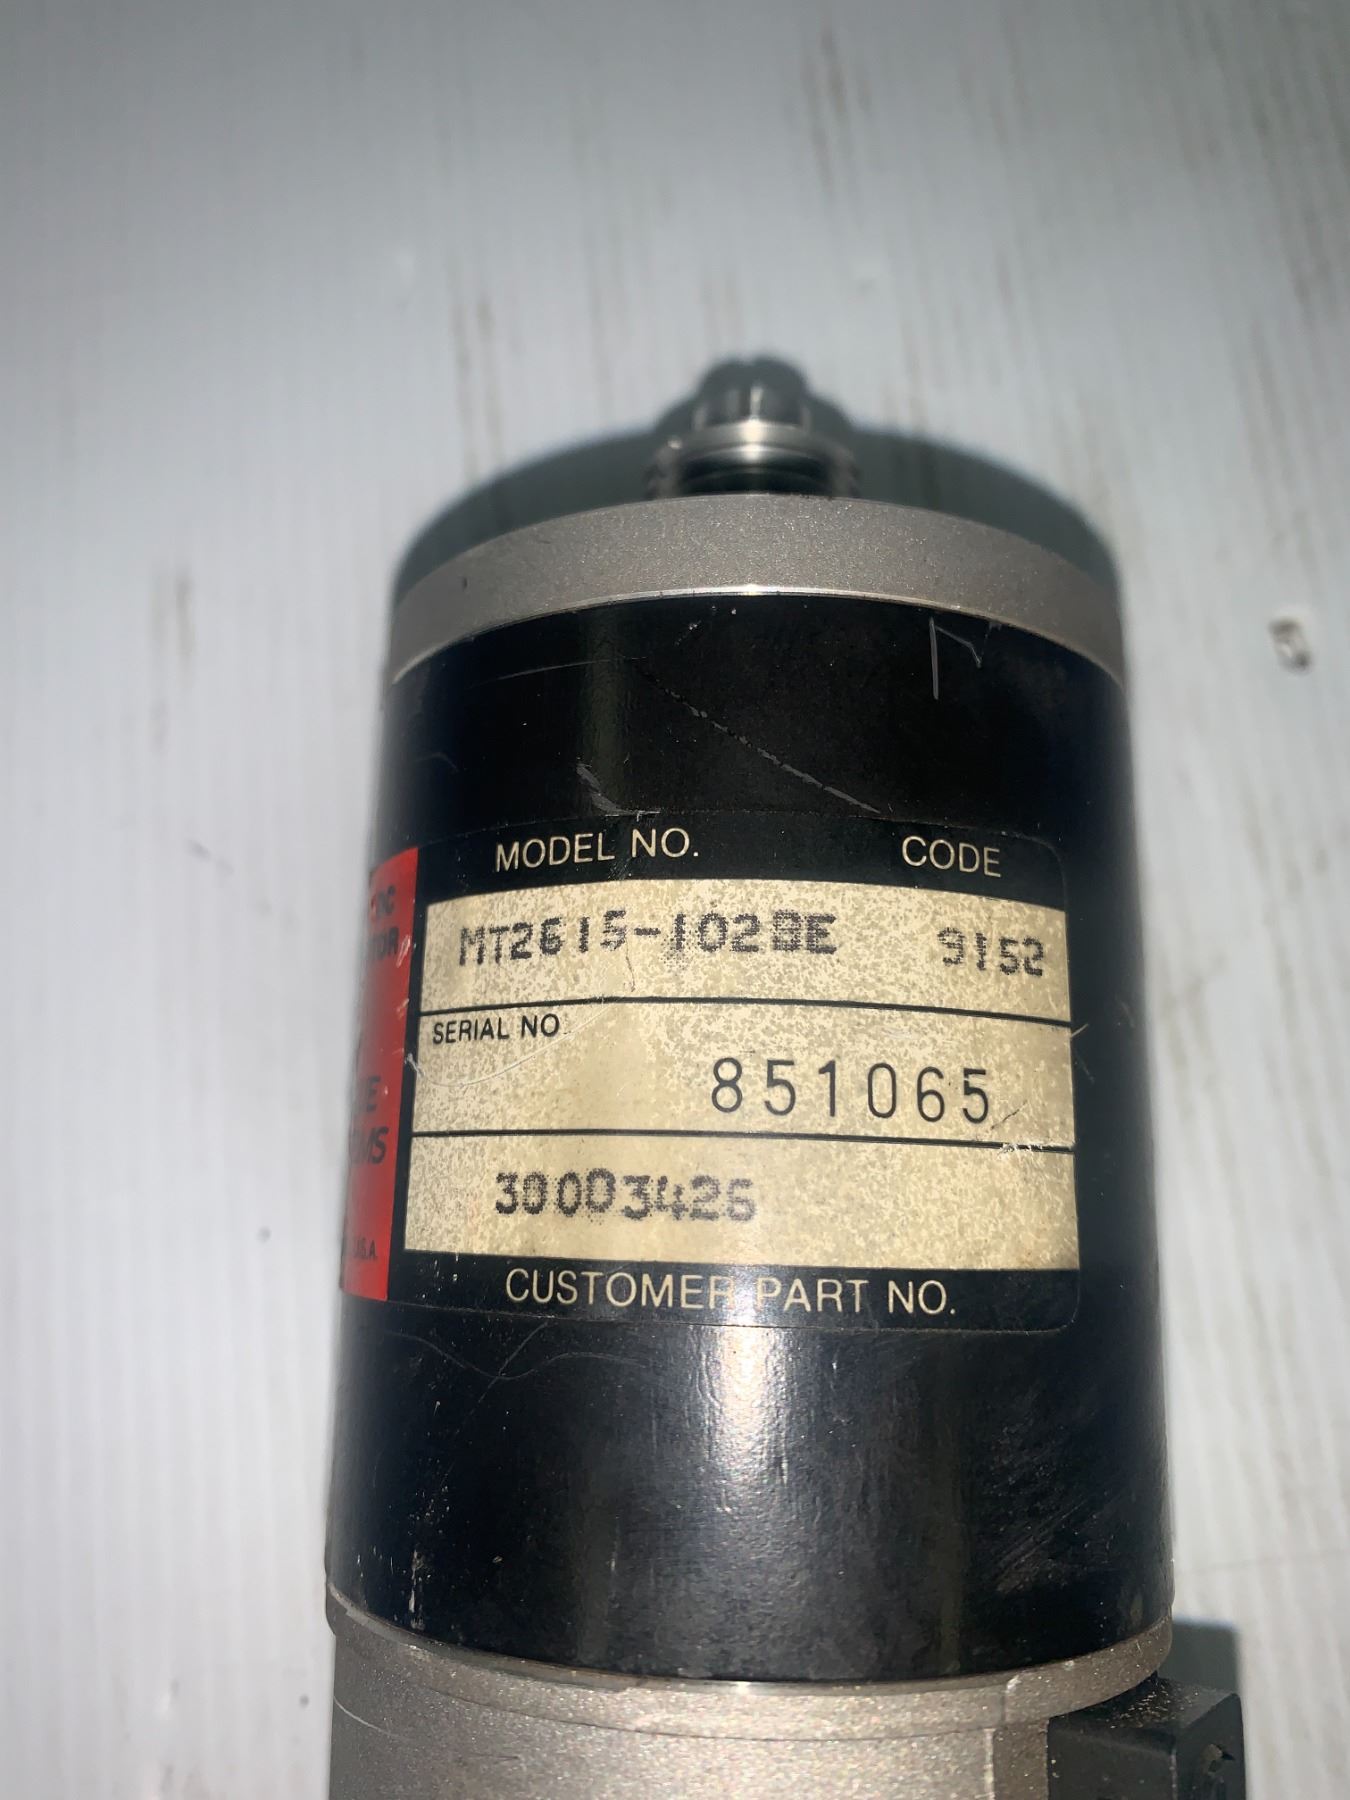 MODEL NO. CODE
MT2615-102BE 9152
SERIAL NO.
851065
30003426
CUSTOMER PART NO.